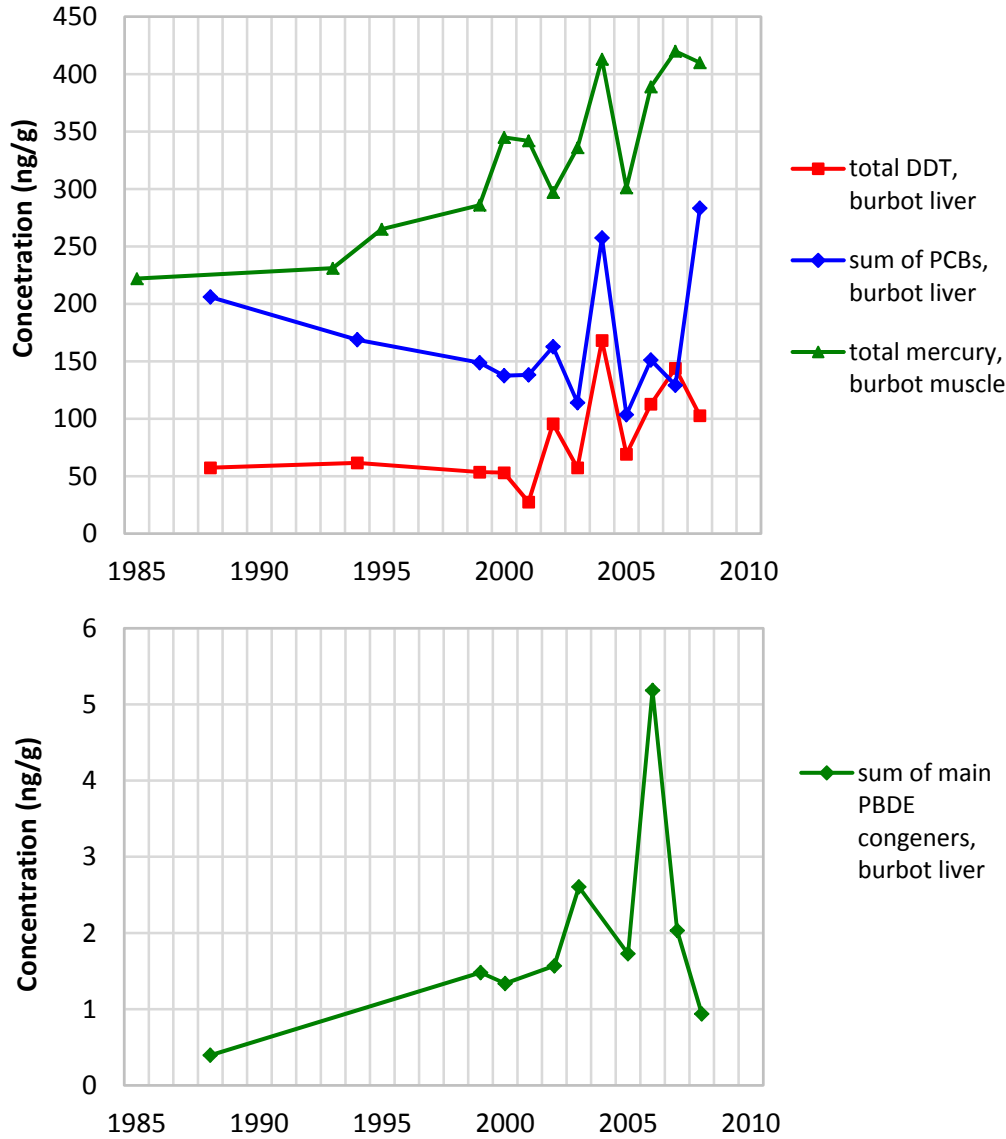 450
400
350
300
250
200
150
100
50
0
Concetration (ng/g)
1985 1990 1995 2000 2005 2010
total DDT,
burbot liver
sum of PCBs,
burbot liver
total mercury,
burbot muscle
6
5
4
3
2
1
0
Concentration (ng/g)
1985 1990 1995 2000 2005 2010
sum of main
PBDE
congeners,
burbot liver